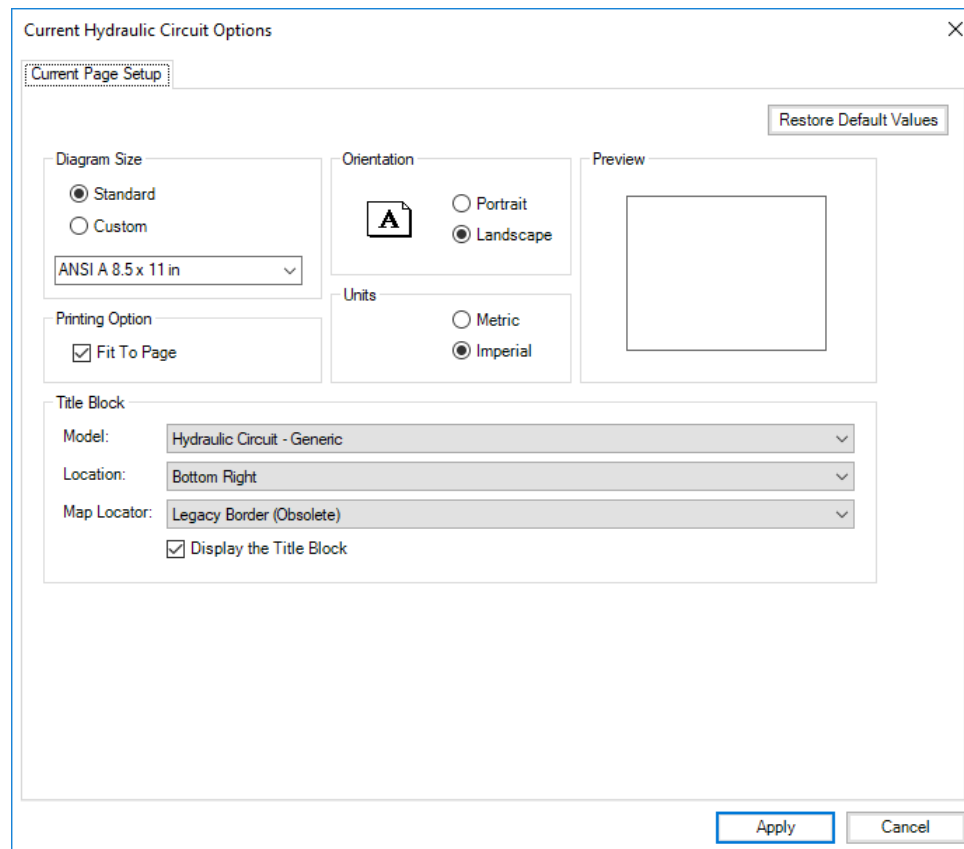 Current Hydraulic Circuit Options
Current Page Setup
Restore Default Values
Diagram Size
Standard
Custom
ANSI A 8.5 x 11 in
Printing Option
Fit To Page
Orientation
A
Portrait
Landscape
Units
Metric
Imperial
Preview
Title Block
Model: Hydraulic Circuit - Generic
Location: Bottom Right
Map Locator: Legacy Border (Obsolete)
Display the Title Block
Apply Cancel